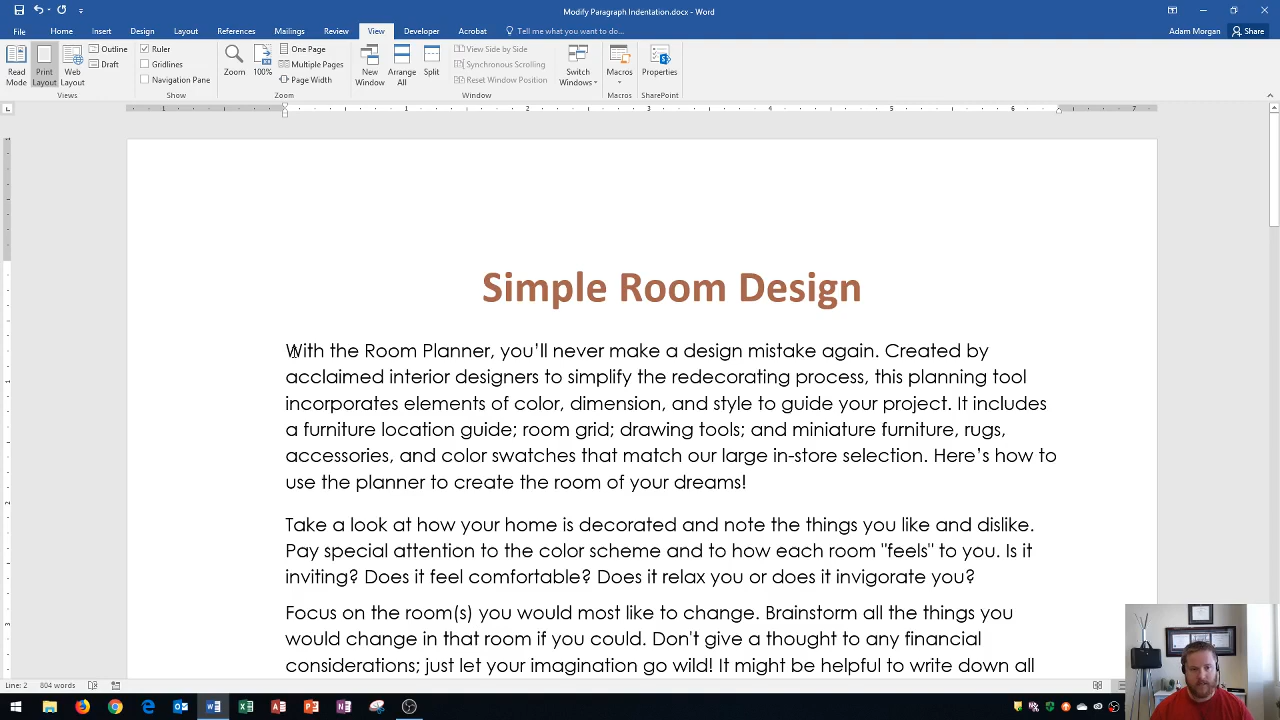 Modify Paragraph Indentation.docx - Word
File Home Insert Design Layout References Mailings Review View Developer Acrobat Tell me what you want to do... Adam Morgan Share
Read Mode
Print Layout
Web Layout
Outline
Draft
Views
Ruler
Gridlines
Navigation Pane
Show
Zoom
100%
One Page
Multiple Pages
Page Width
Zoom
New Window
Arrange All
Split
View Side by Side
Synchronous Scrolling
Reset Window Position
Window
Switch Windows
Macros
Macros
Properties
SharePoint
1 1 2 3 4 5 6 7
Simple Room Design
With the Room Planner, you’ll never make a design mistake again. Created by
acclaimed interior designers to simplify the redecorating process, this planning tool
incorporates elements of color, dimension, and style to guide your project. It includes
a furniture location guide; room grid; drawing tools; and miniature furniture, rugs,
accessories, and color swatches that match our large in-store selection. Here’s how to
use the planner to create the room of your dreams!
Take a look at how your home is decorated and note the things you like and dislike.
Pay special attention to the color scheme and to how each room "feels" to you. Is it
inviting? Does it feel comfortable? Does it relax you or does it invigorate you?
Focus on the room(s) you would most like to change. Brainstorm all the things you
would change in that room if you could. Don't give a thought to any financial
considerations; just let your imagination go wild! It might be helpful to write down all
Line: 2 804 words